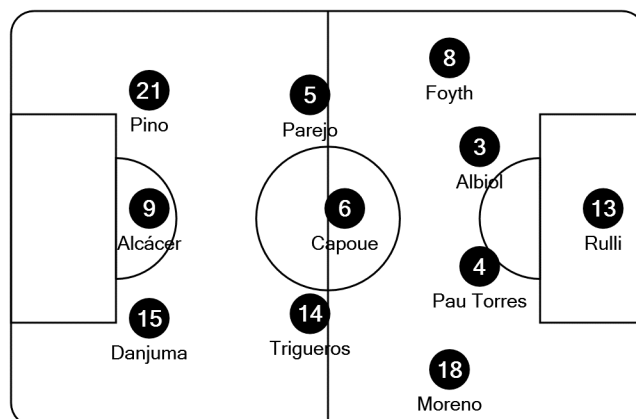 8
Foyth
21
Pino
5
Parejo
3
Albiol
9
Alcácer
6
Capoue
13
Rulli
4
Pau Torres
15
Danjuma
14
Trigueros
18
Moreno